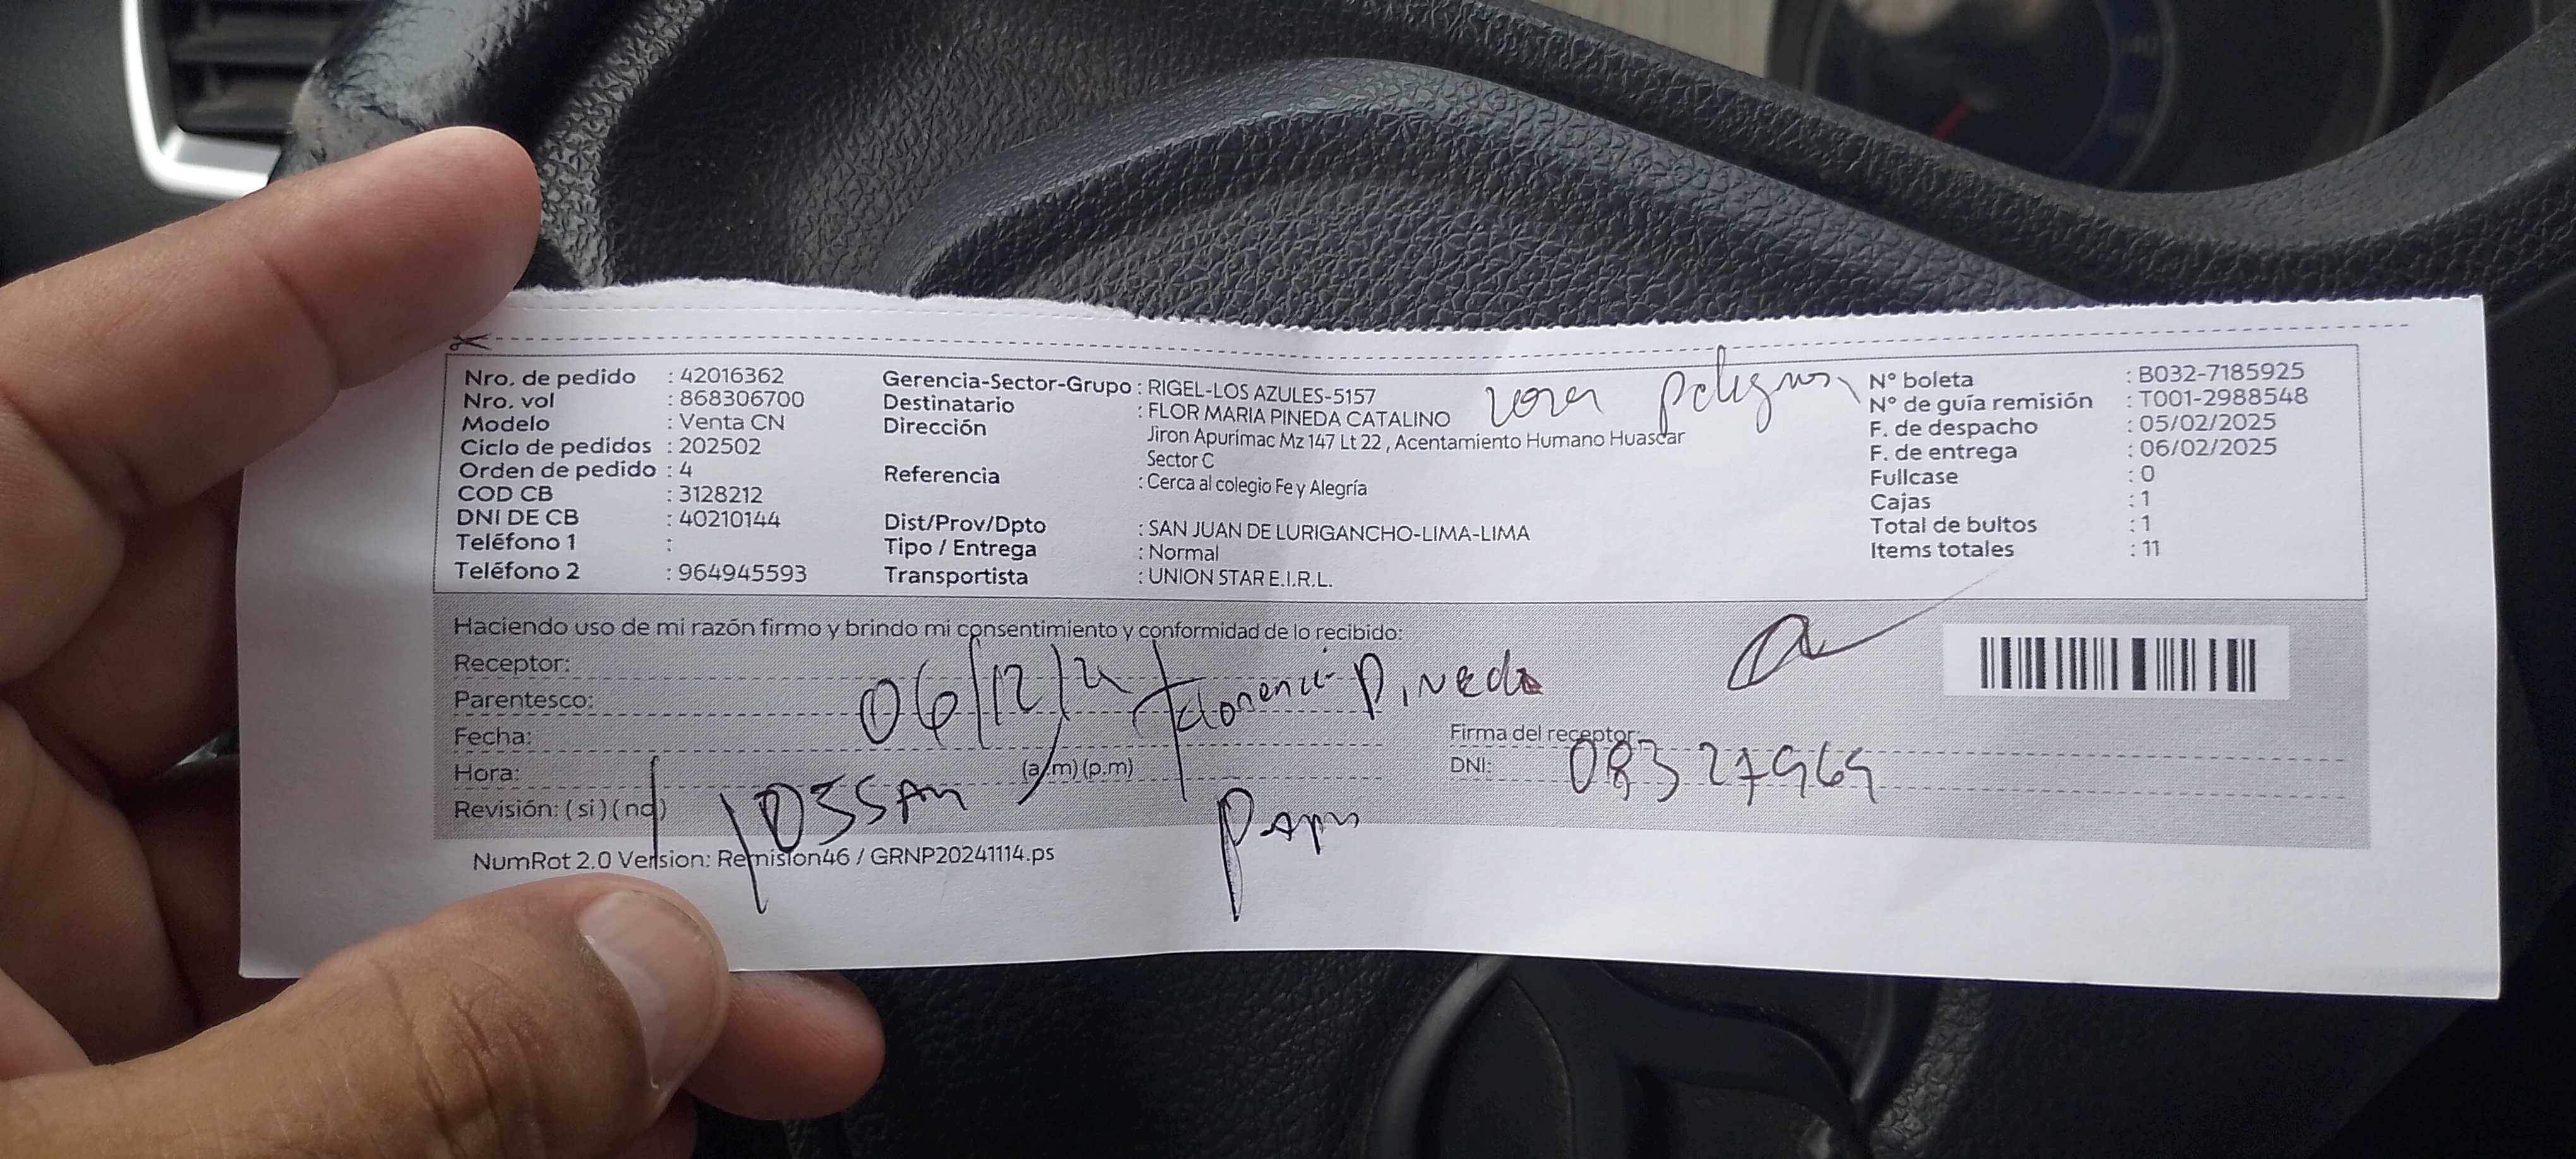 Nro. de pedido : 42016362
Nro. vol : 868306700
Modelo : Venta CN
Ciclo de pedidos : 202502
Orden de pedido : 4
COD CB : 3128212
DNI DE CB : 40210144
Teléfono 1 :
Teléfono 2 : 964945593
Gerencia-Sector-Grupo : RIGEL-LOS AZULES-5157
Destinatario : FLOR MARIA PINEDA CATALINO
Dirección Jiron Apurimac Mz 147 Lt 22 , Acentamiento Humano Huascar
Sector C
Referencia : Cerca al colegio Fe y Alegría
Dist/Prov/Dpto : SAN JUAN DE LURIGANCHO-LIMA-LIMA
Tipo / Entrega : Normal
Transportista : UNION STAR E.I.R.L.
N° boleta : B032-7185925
N° de guía remisión : T001-2988548
F. de despacho : 05/02/2025
F. de entrega : 06/02/2025
Fullcase : 0
Cajas : 1
Total de bultos : 1
Items totales : 11
Haciendo uso de mi razón firmo y brindo mi consentimiento y conformidad de lo recibido:
Receptor: Pineda
Parentesco:
Fecha:
Hora: (a.m) (p.m)
Revisión: ( si ) ( no )
1035Am
Firma del receptor:
DNI:
NumRot 2.0 Version: Remision46 / GRNP20241114.ps